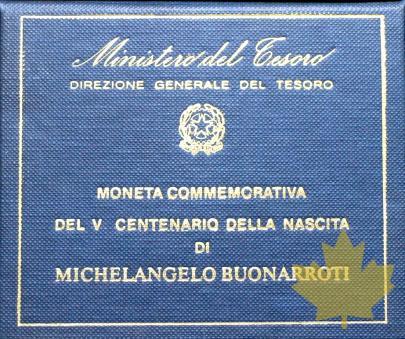 Ministero del Tesoro
DIREZIONE GENERALE DEL TESORO
MONETA COMMEMORATIVA
DEL V CENTENARIO DELLA NASCITA
DI
MICHELANGELO BUONARROTI